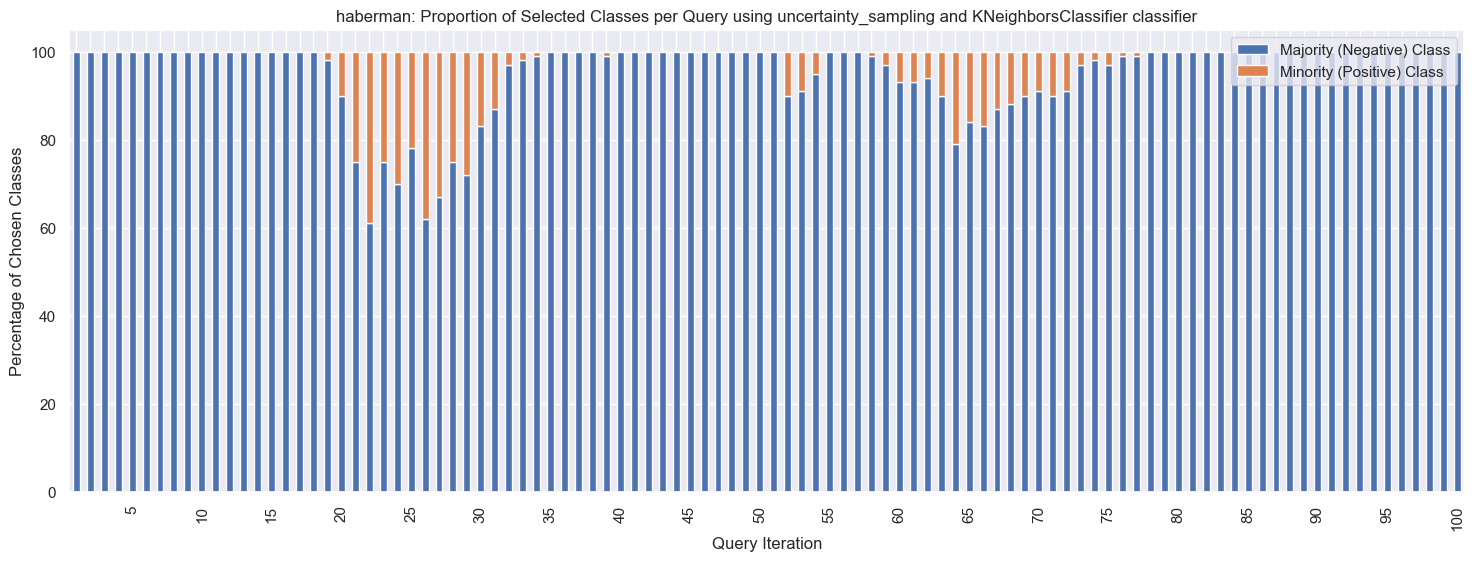 haberman: Proportion of Selected Classes per Query using uncertainty_sampling and KNeighborsClassifier classifier
Majority (Negative) Class
Minority (Positive) Class
Percentage of Chosen Classes
100
80
60
40
20
0
5 10 15 20 25 30 35 40 45 50 55 60 65 70 75 80 85 90 95 100
Query Iteration